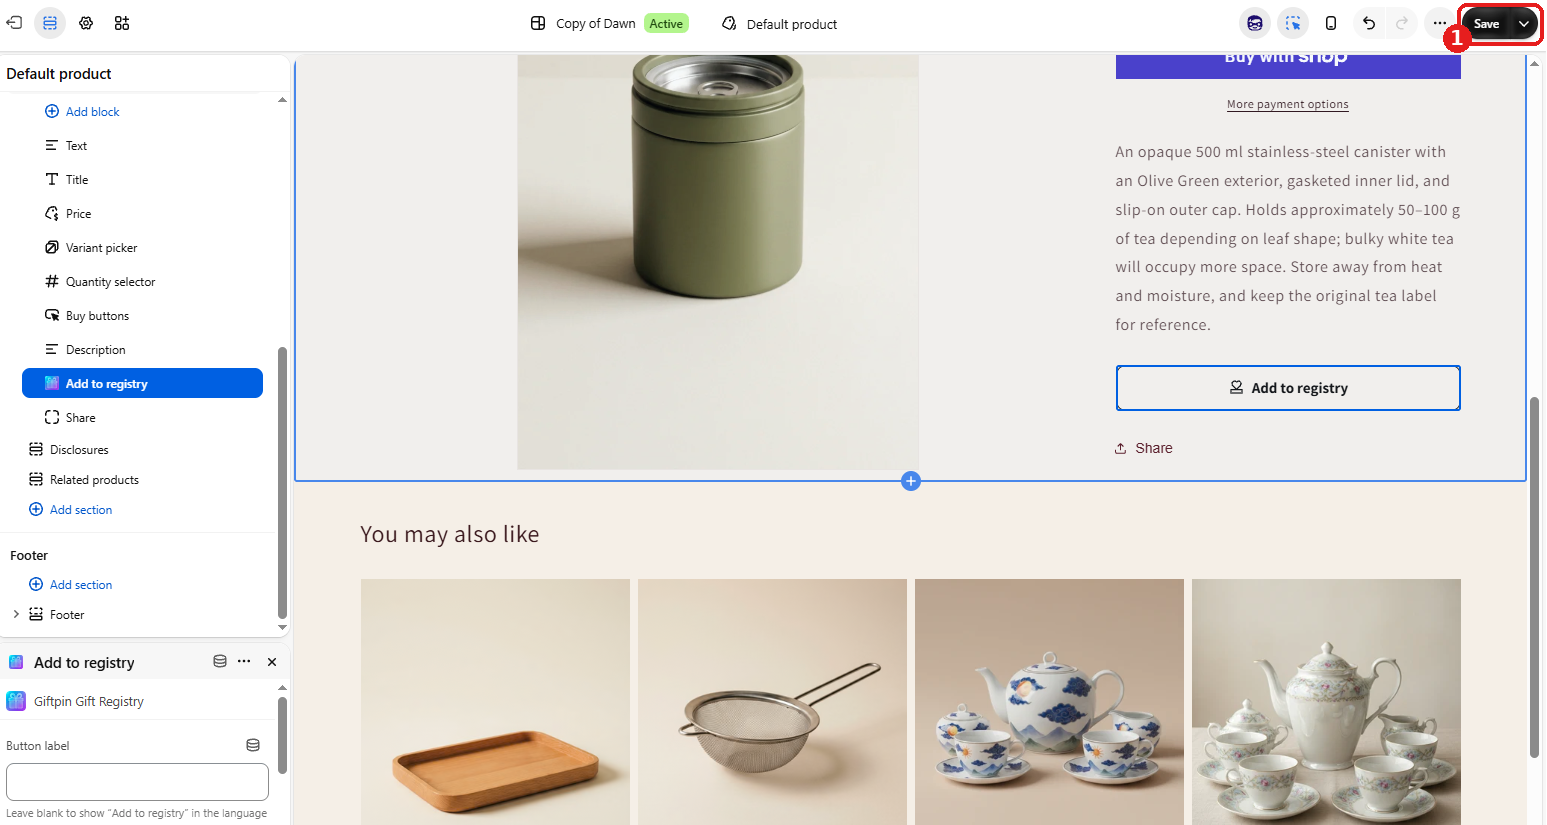 Copy of Dawn Active
Default product
Save
1
Default product
Add block
Text
Title
Price
Variant picker
Quantity selector
Buy buttons
Description
Add to registry
Share
Disclosures
Related products
Add section
Footer
Add section
Footer
Add to registry
Giftpin Gift Registry
Button label
Leave blank to show “Add to registry” in the language
Buy with shop
More payment options
An opaque 500 ml stainless-steel canister with
an Olive Green exterior, gasketed inner lid, and
slip-on outer cap. Holds approximately 50–100 g
of tea depending on leaf shape; bulky white tea
will occupy more space. Store away from heat
and moisture, and keep the original tea label
for reference.
Add to registry
Share
You may also like